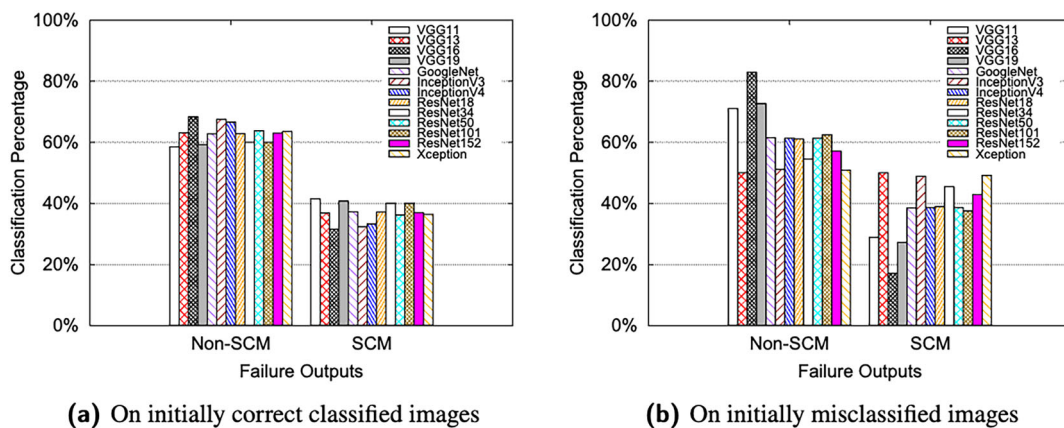 100%
80%
60%
40%
20%
0%
Classification Percentage
VGG11
VGG13
VGG16
VGG19
GoogleNet
InceptionV3
InceptionV4
ResNet18
ResNet34
ResNet50
ResNet101
ResNet152
Xception
Non-SCM SCM
Failure Outputs
(a) On initially correct classified images
100%
80%
60%
40%
20%
0%
Classification Percentage
VGG11
VGG13
VGG16
VGG19
GoogleNet
InceptionV3
InceptionV4
ResNet18
ResNet34
ResNet50
ResNet101
ResNet152
Xception
Non-SCM SCM
Failure Outputs
(b) On initially misclassified images